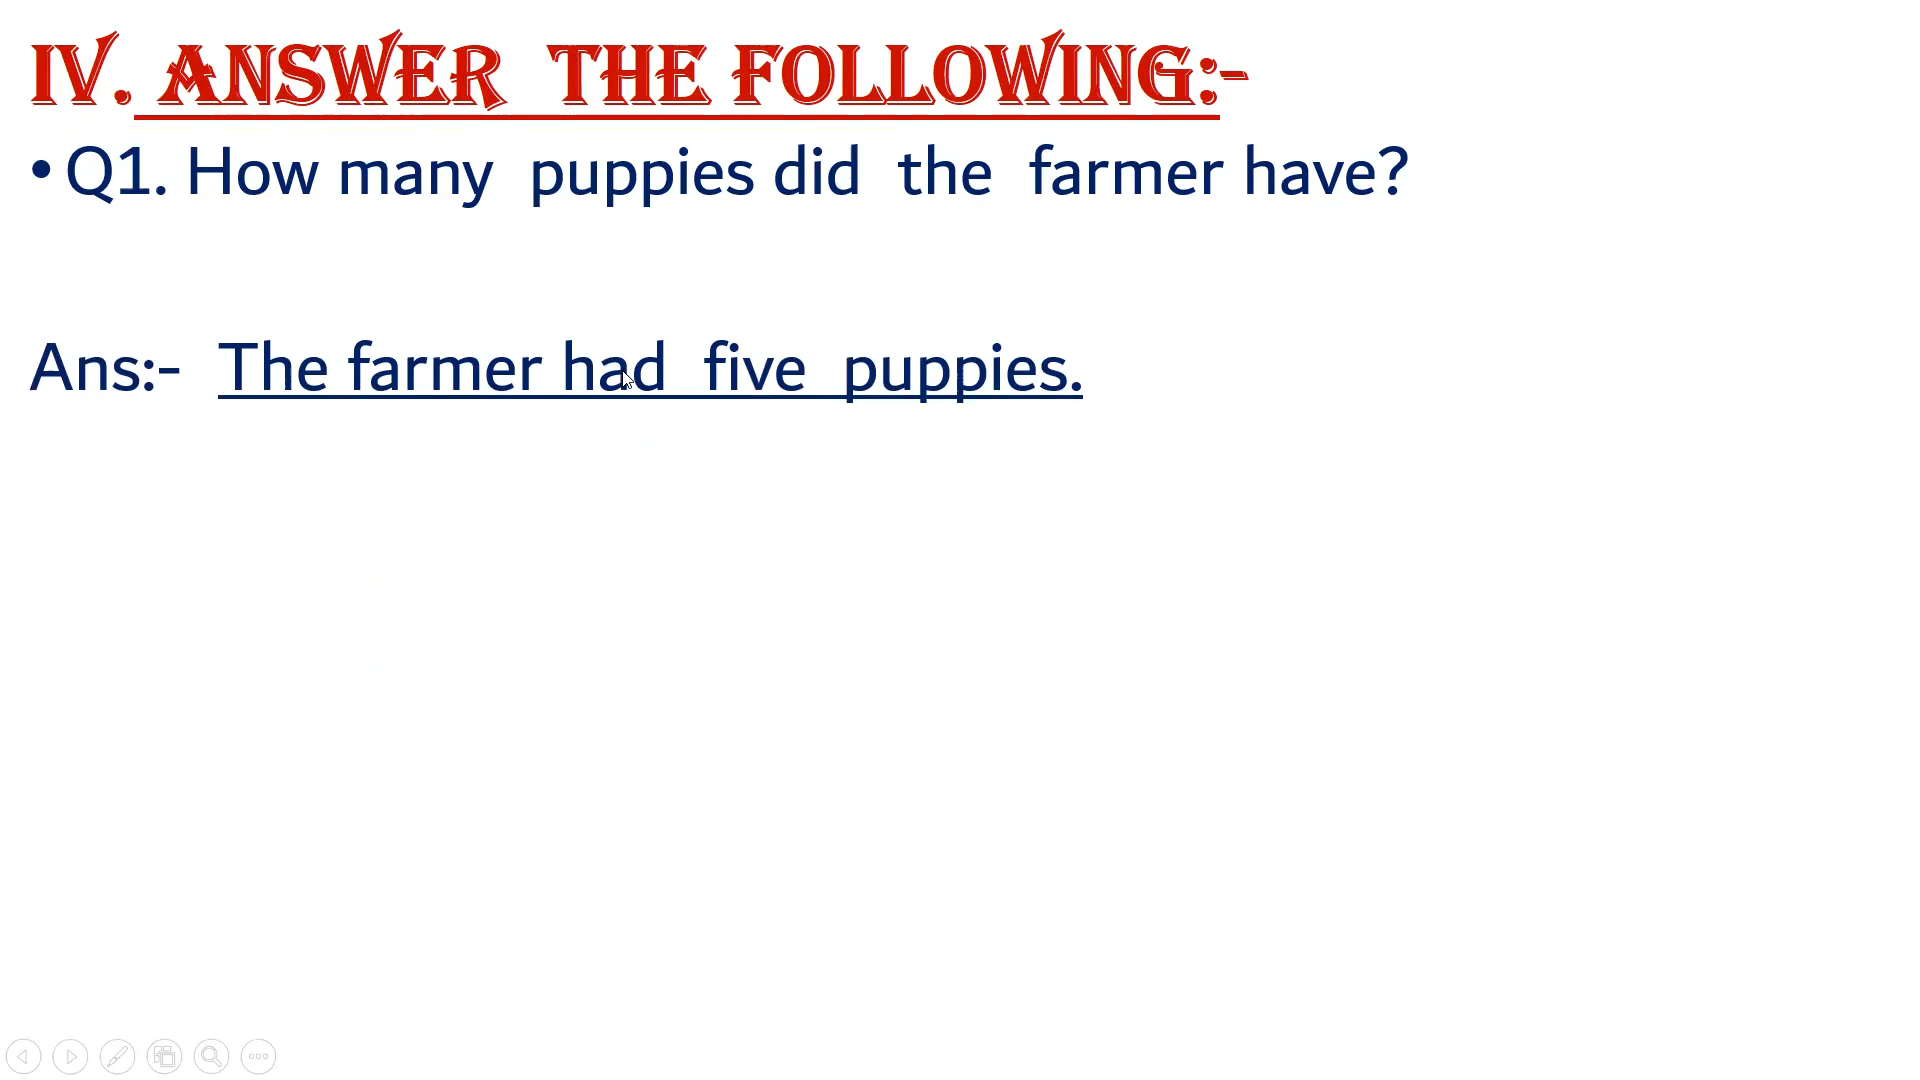 IV. ANSWER THE FOLLOWING:-
• Q1. How many puppies did the farmer have?
Ans:- The farmer had five puppies.